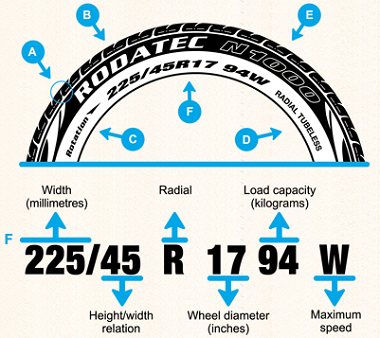 B
E
A
RODATEC N1000
225/45R17 94W
F
Rotation
C
D
RADIAL TUBELESS
Width
(millimetres)
Radial
Load capacity
(kilograms)
F
225/45 R 17 94 W
Height/width
relation
Wheel diameter
(inches)
Maximum
speed